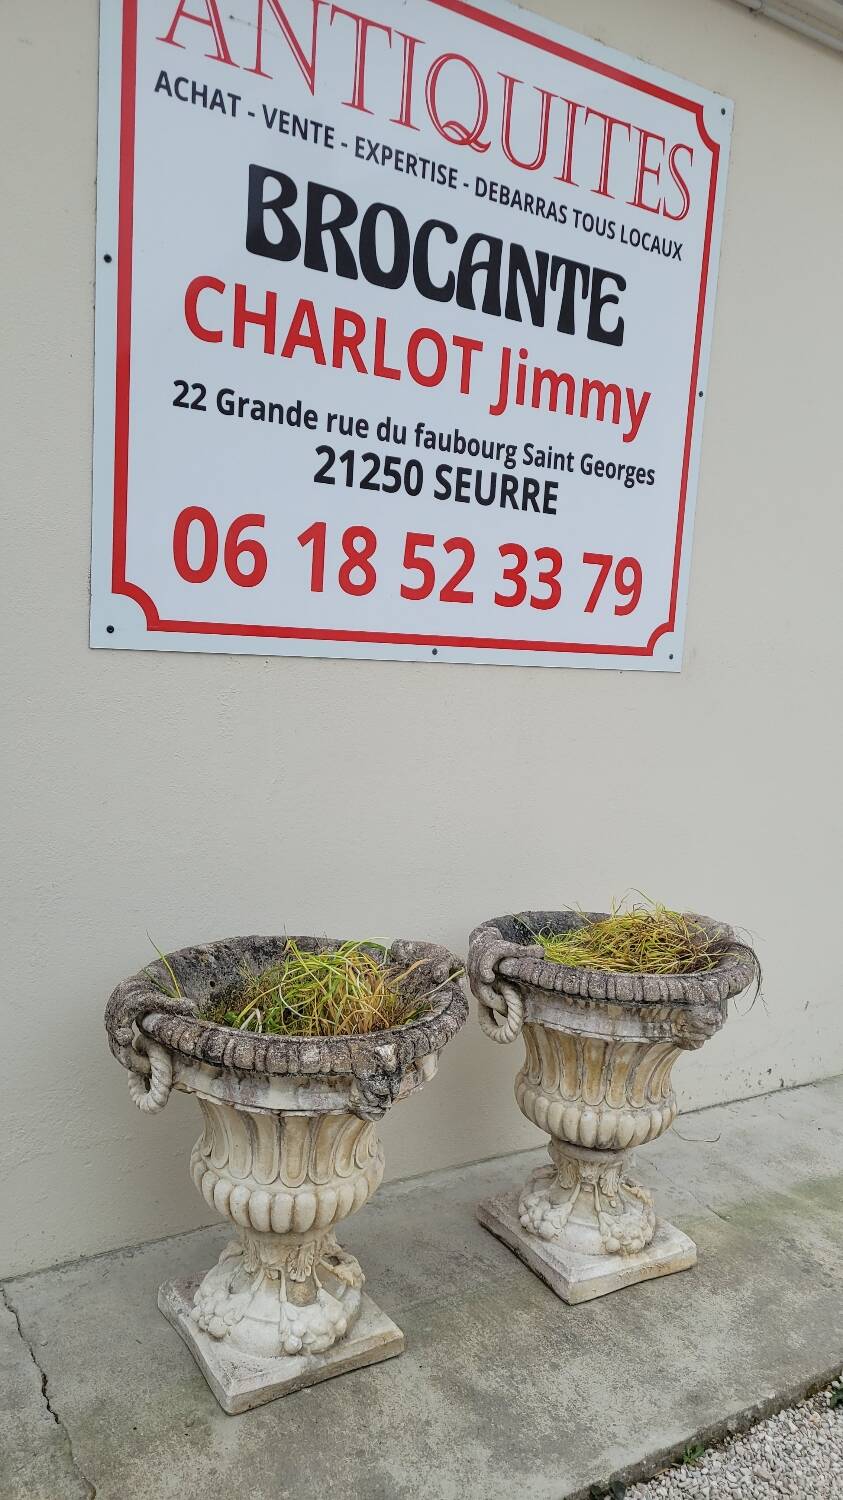 ANTIQUITES
ACHAT - VENTE - EXPERTISE - DEBARRAS TOUS LOCAUX
BROCANTE
CHARLOT Jimmy
22 Grande rue du faubourg Saint Georges
21250 SEURRE
06 18 52 33 79